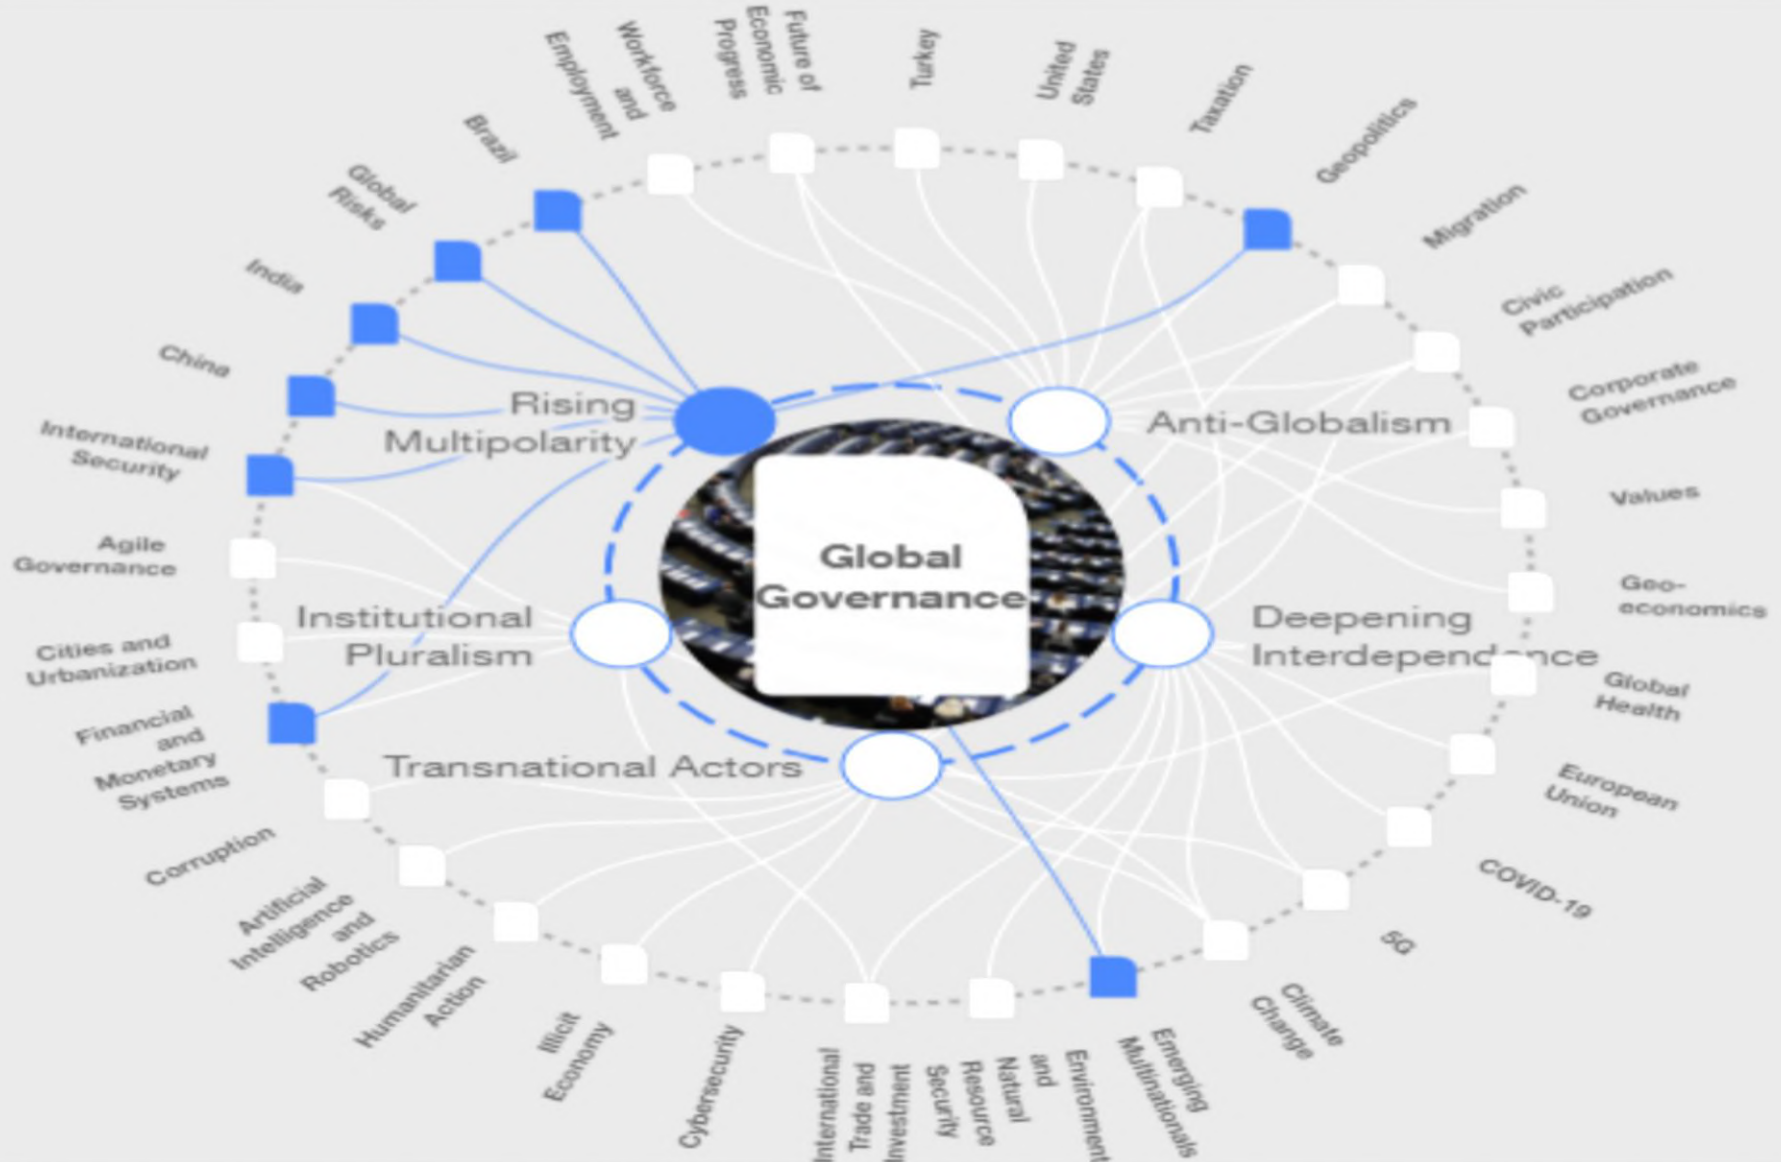 Global
Governance
Rising
Multipolarity
Anti-Globalism
Deepening
Interdependence
Transnational Actors
Institutional
Pluralism
Future of
Economic
Progress
Turkey
United
States
Taxation
Geopolitics
Migration
Civic
Participation
Corporate
Governance
Values
Geo-
economics
Global
Health
European
Union
COVID-19
5G
Climate
Change
Emerging
Multinationals
Environment
and
Natural
Resource
Security
International
Trade and
Investment
Cybersecurity
Illicit
Economy
Humanitarian
Action
Artificial
Intelligence
and
Robotics
Corruption
Financial
and
Monetary
Systems
Cities and
Urbanization
Agile
Governance
International
Security
China
India
Global
Risks
Brazil
Workforce
and
Employment